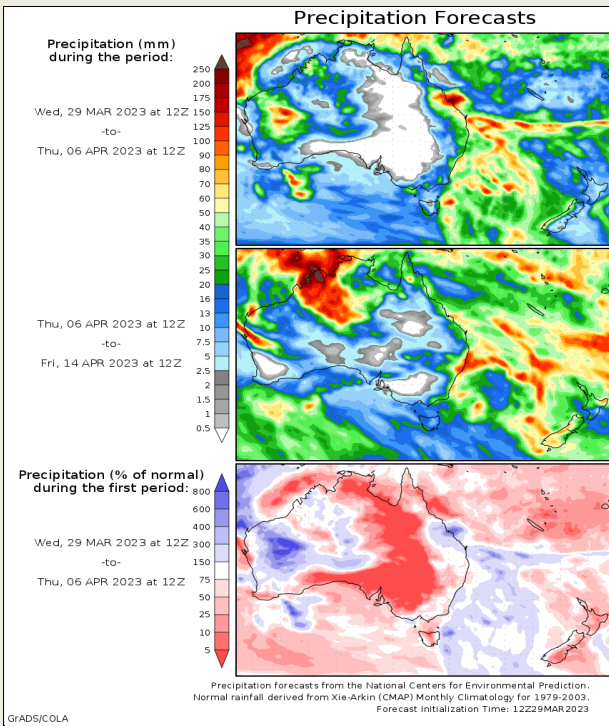 Precipitation Forecasts
Precipitation (mm)
during the period:
Wed, 29 MAR 2023 at 12Z
-to-
Thu, 06 APR 2023 at 12Z
250
200
175
150
125
100
90
80
70
60
50
40
35
30
25
20
16
13
10
7.5
5
2.5
2
1.5
1
0.5
Thu, 06 APR 2023 at 12Z
-to-
Fri, 14 APR 2023 at 12Z
Precipitation (% of normal)
during the first period:
Wed, 29 MAR 2023 at 12Z
-to-
Thu, 06 APR 2023 at 12Z
800
600
400
300
150
75
50
25
10
5
Precipitation forecasts from the National Centers for Environmental Prediction.
Normal rainfall derived from Xie-Arkin (CMAP) Monthly Climatology for 1979-2003.
Forecast Initialization Time: 12Z29MAR2023
GrADS/COLA